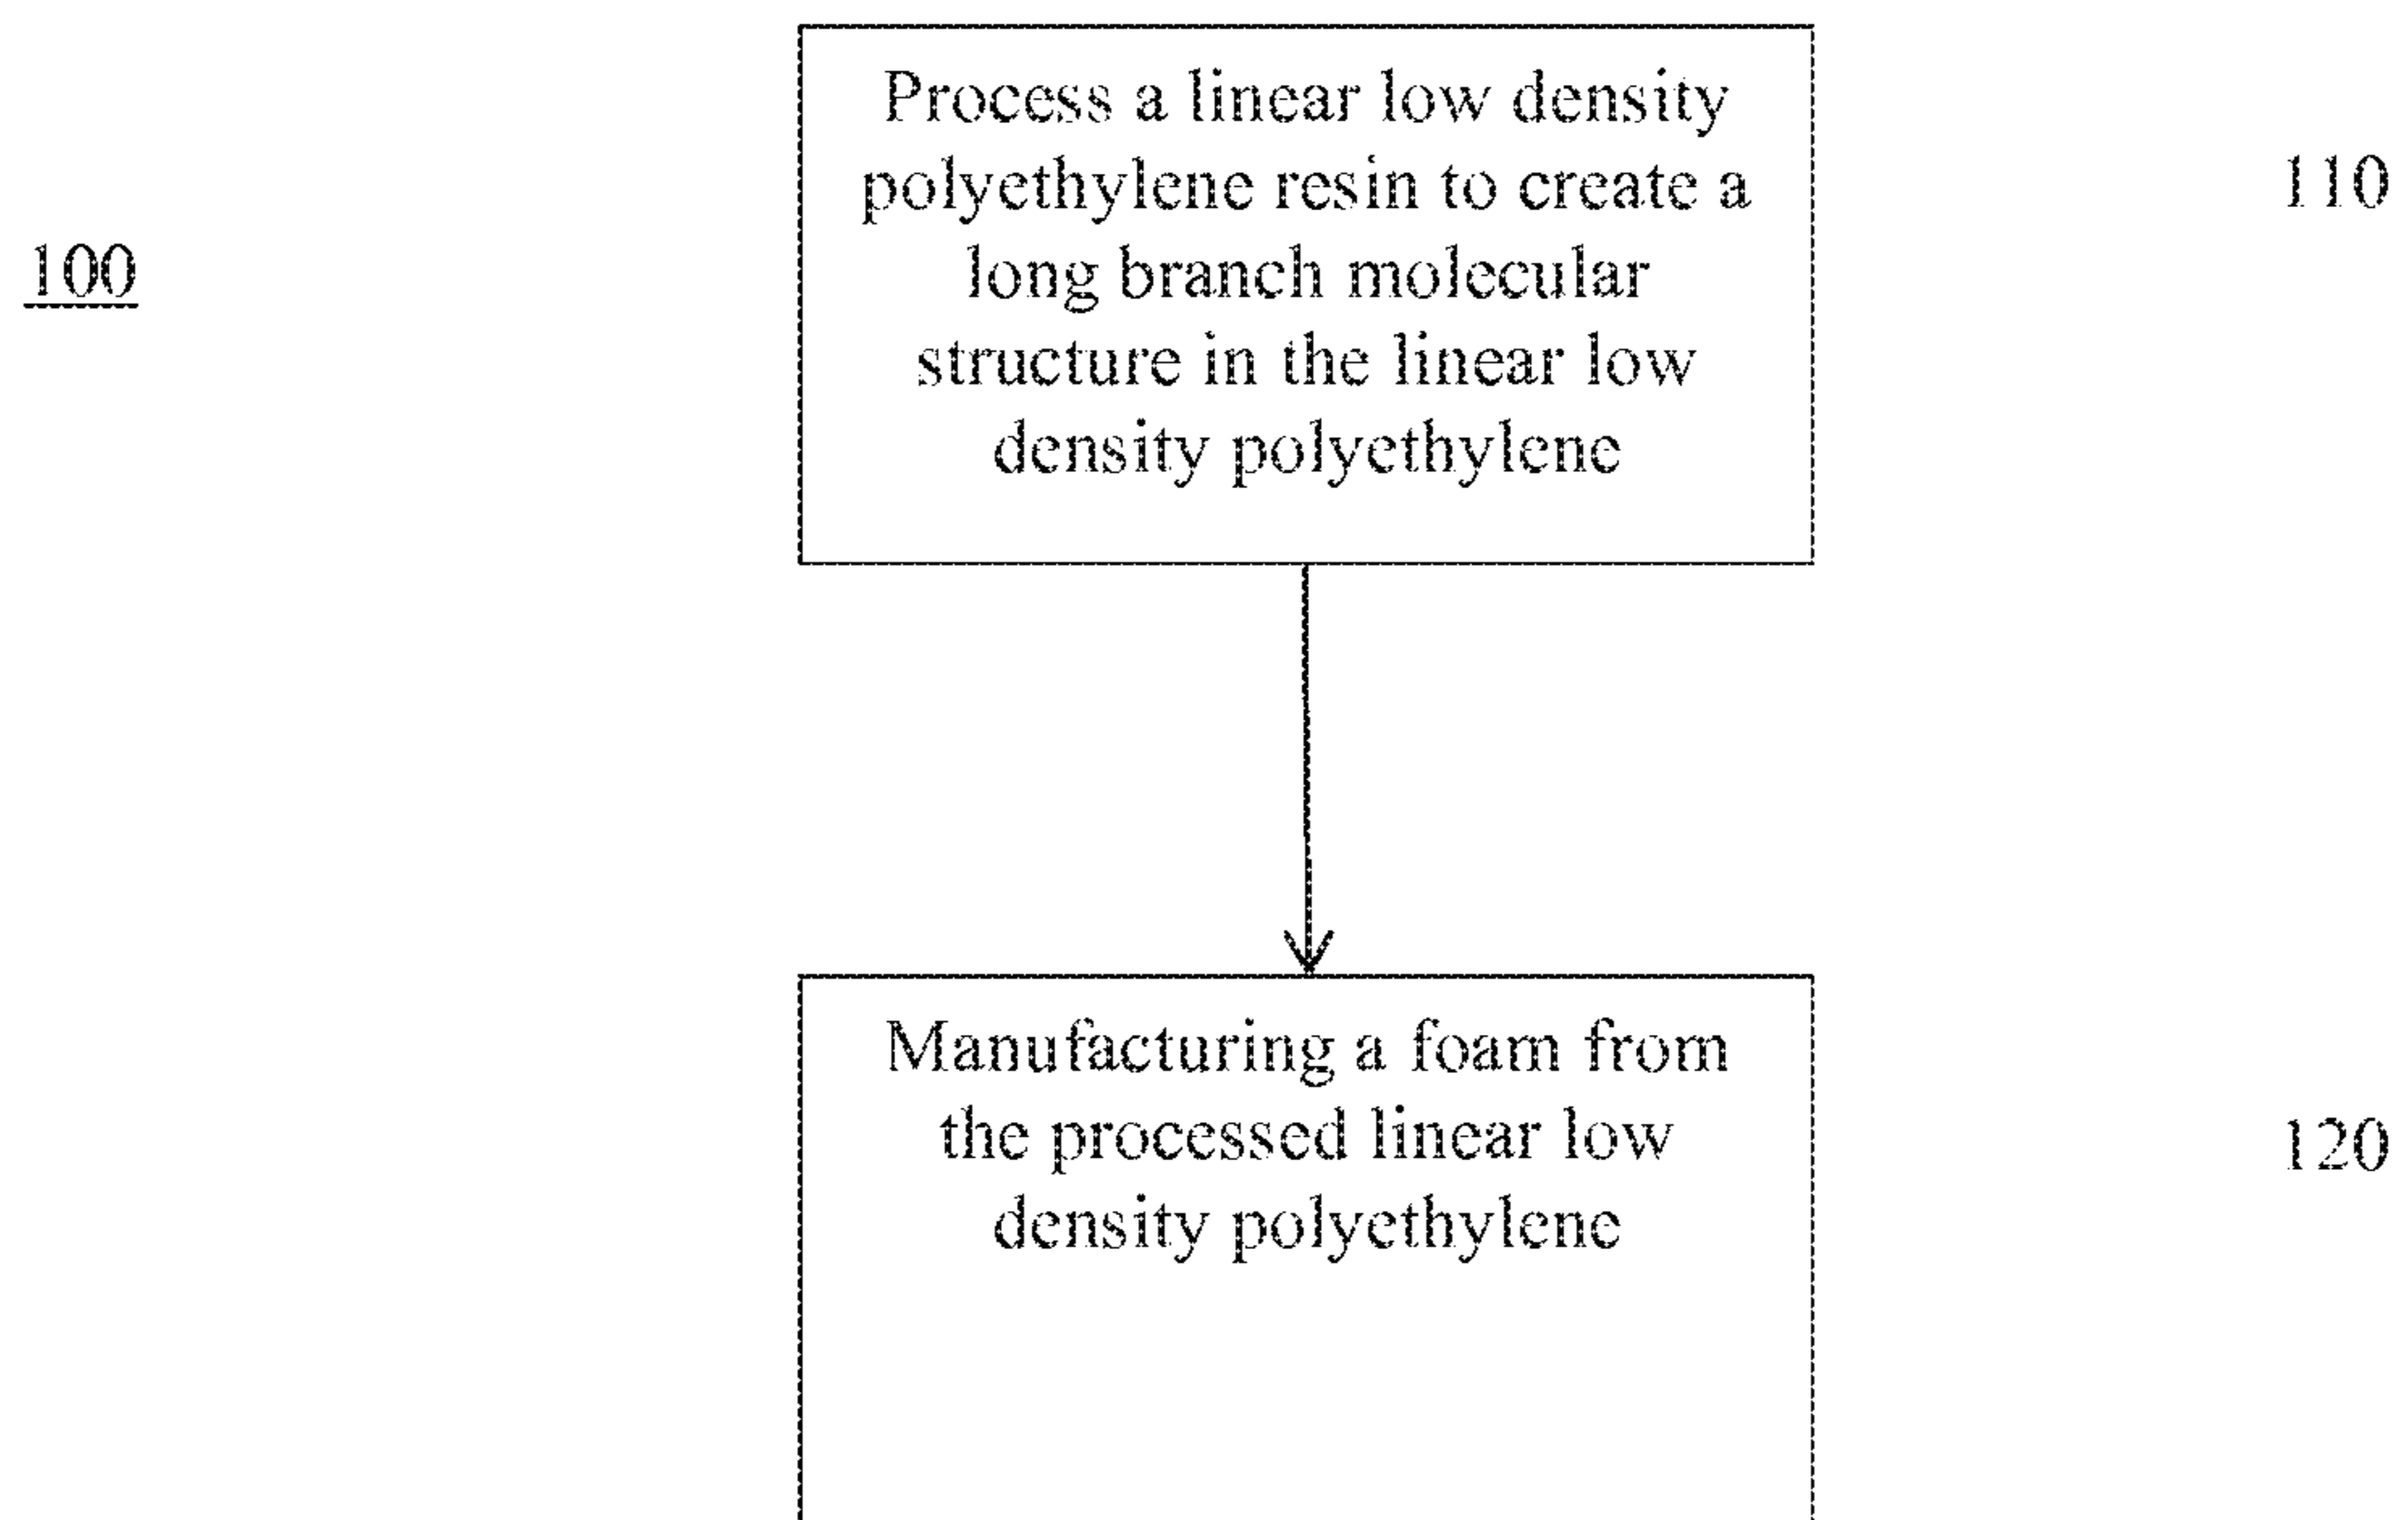 Process a linear low density
polyethylene resin to create a
long branch molecular
structure in the linear low
density polyethylene
110
100
Manufacturing a foam from
the processed linear low
density polyethylene
120